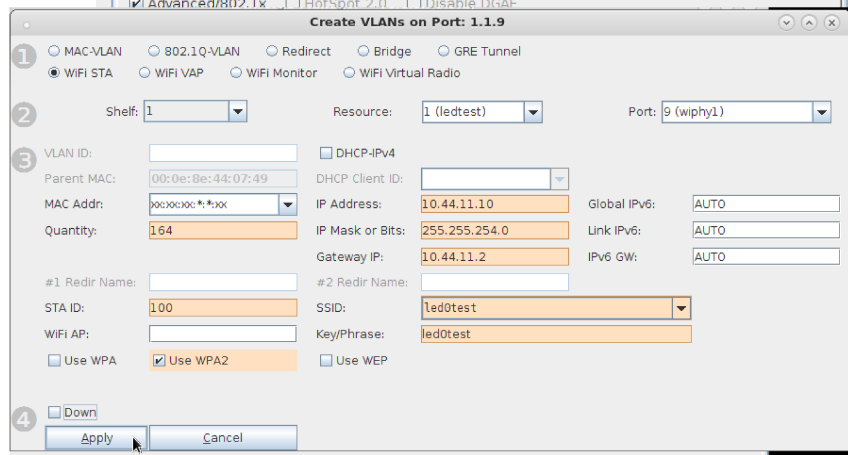 Advanced/802.1x HotSpot 2.0 Disable DGAF
Create VLANs on Port: 1.1.9
1 MAC-VLAN 802.1Q-VLAN Redirect Bridge GRE Tunnel
WiFi STA WiFi VAP WiFi Monitor WiFi Virtual Radio
2 Shelf: 1 Resource: 1 (ledtest) Port: 9 (wiphy1)
3 VLAN ID: DHCP-IPv4
Parent MAC: 00:0e:8e:44:07:49 DHCP Client ID:
MAC Addr: xx:xx:xx:*:*:xx IP Address: 10.44.11.10 Global IPv6: AUTO
Quantity: 164 IP Mask or Bits: 255.255.254.0 Link IPv6: AUTO
Gateway IP: 10.44.11.2 IPv6 GW: AUTO
#1 Redir Name: #2 Redir Name:
STA ID: 100 SSID: led0test
WiFi AP: Key/Phrase: led0test
Use WPA Use WPA2 Use WEP
4 Down
Apply Cancel